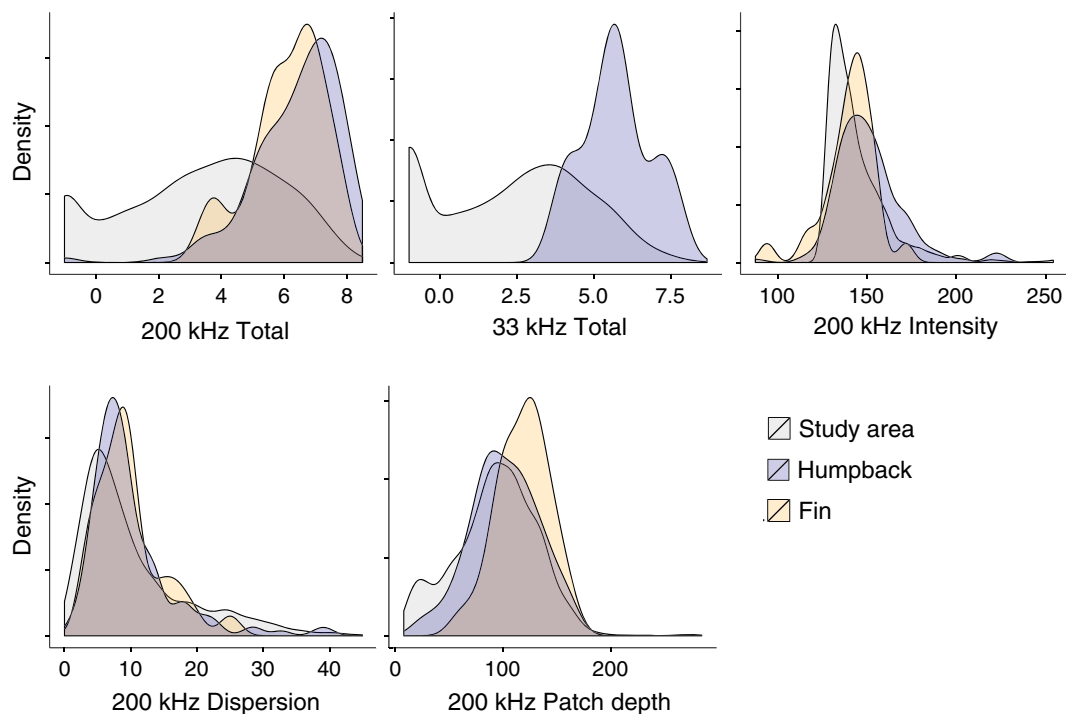 Density
0 2 4 6 8
200 kHz Total
0.0 2.5 5.0 7.5
33 kHz Total
100 150 200 250
200 kHz Intensity
Density
0 10 20 30 40
200 kHz Dispersion
0 100 200
200 kHz Patch depth
Study area
Humpback
Fin